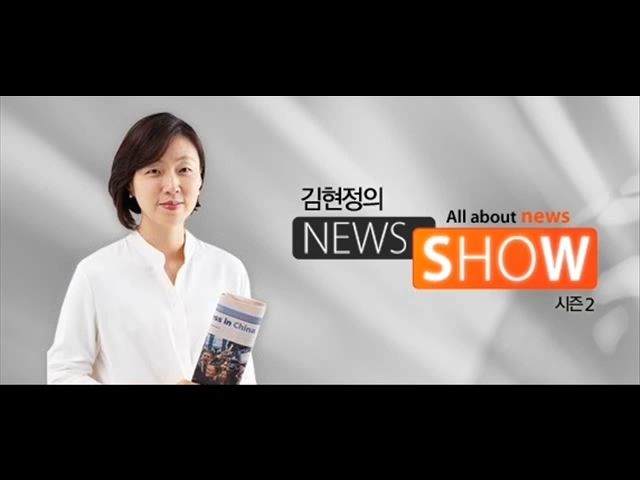 김현정의
All about news
NEWS SHOW
시즌 2
ss in China